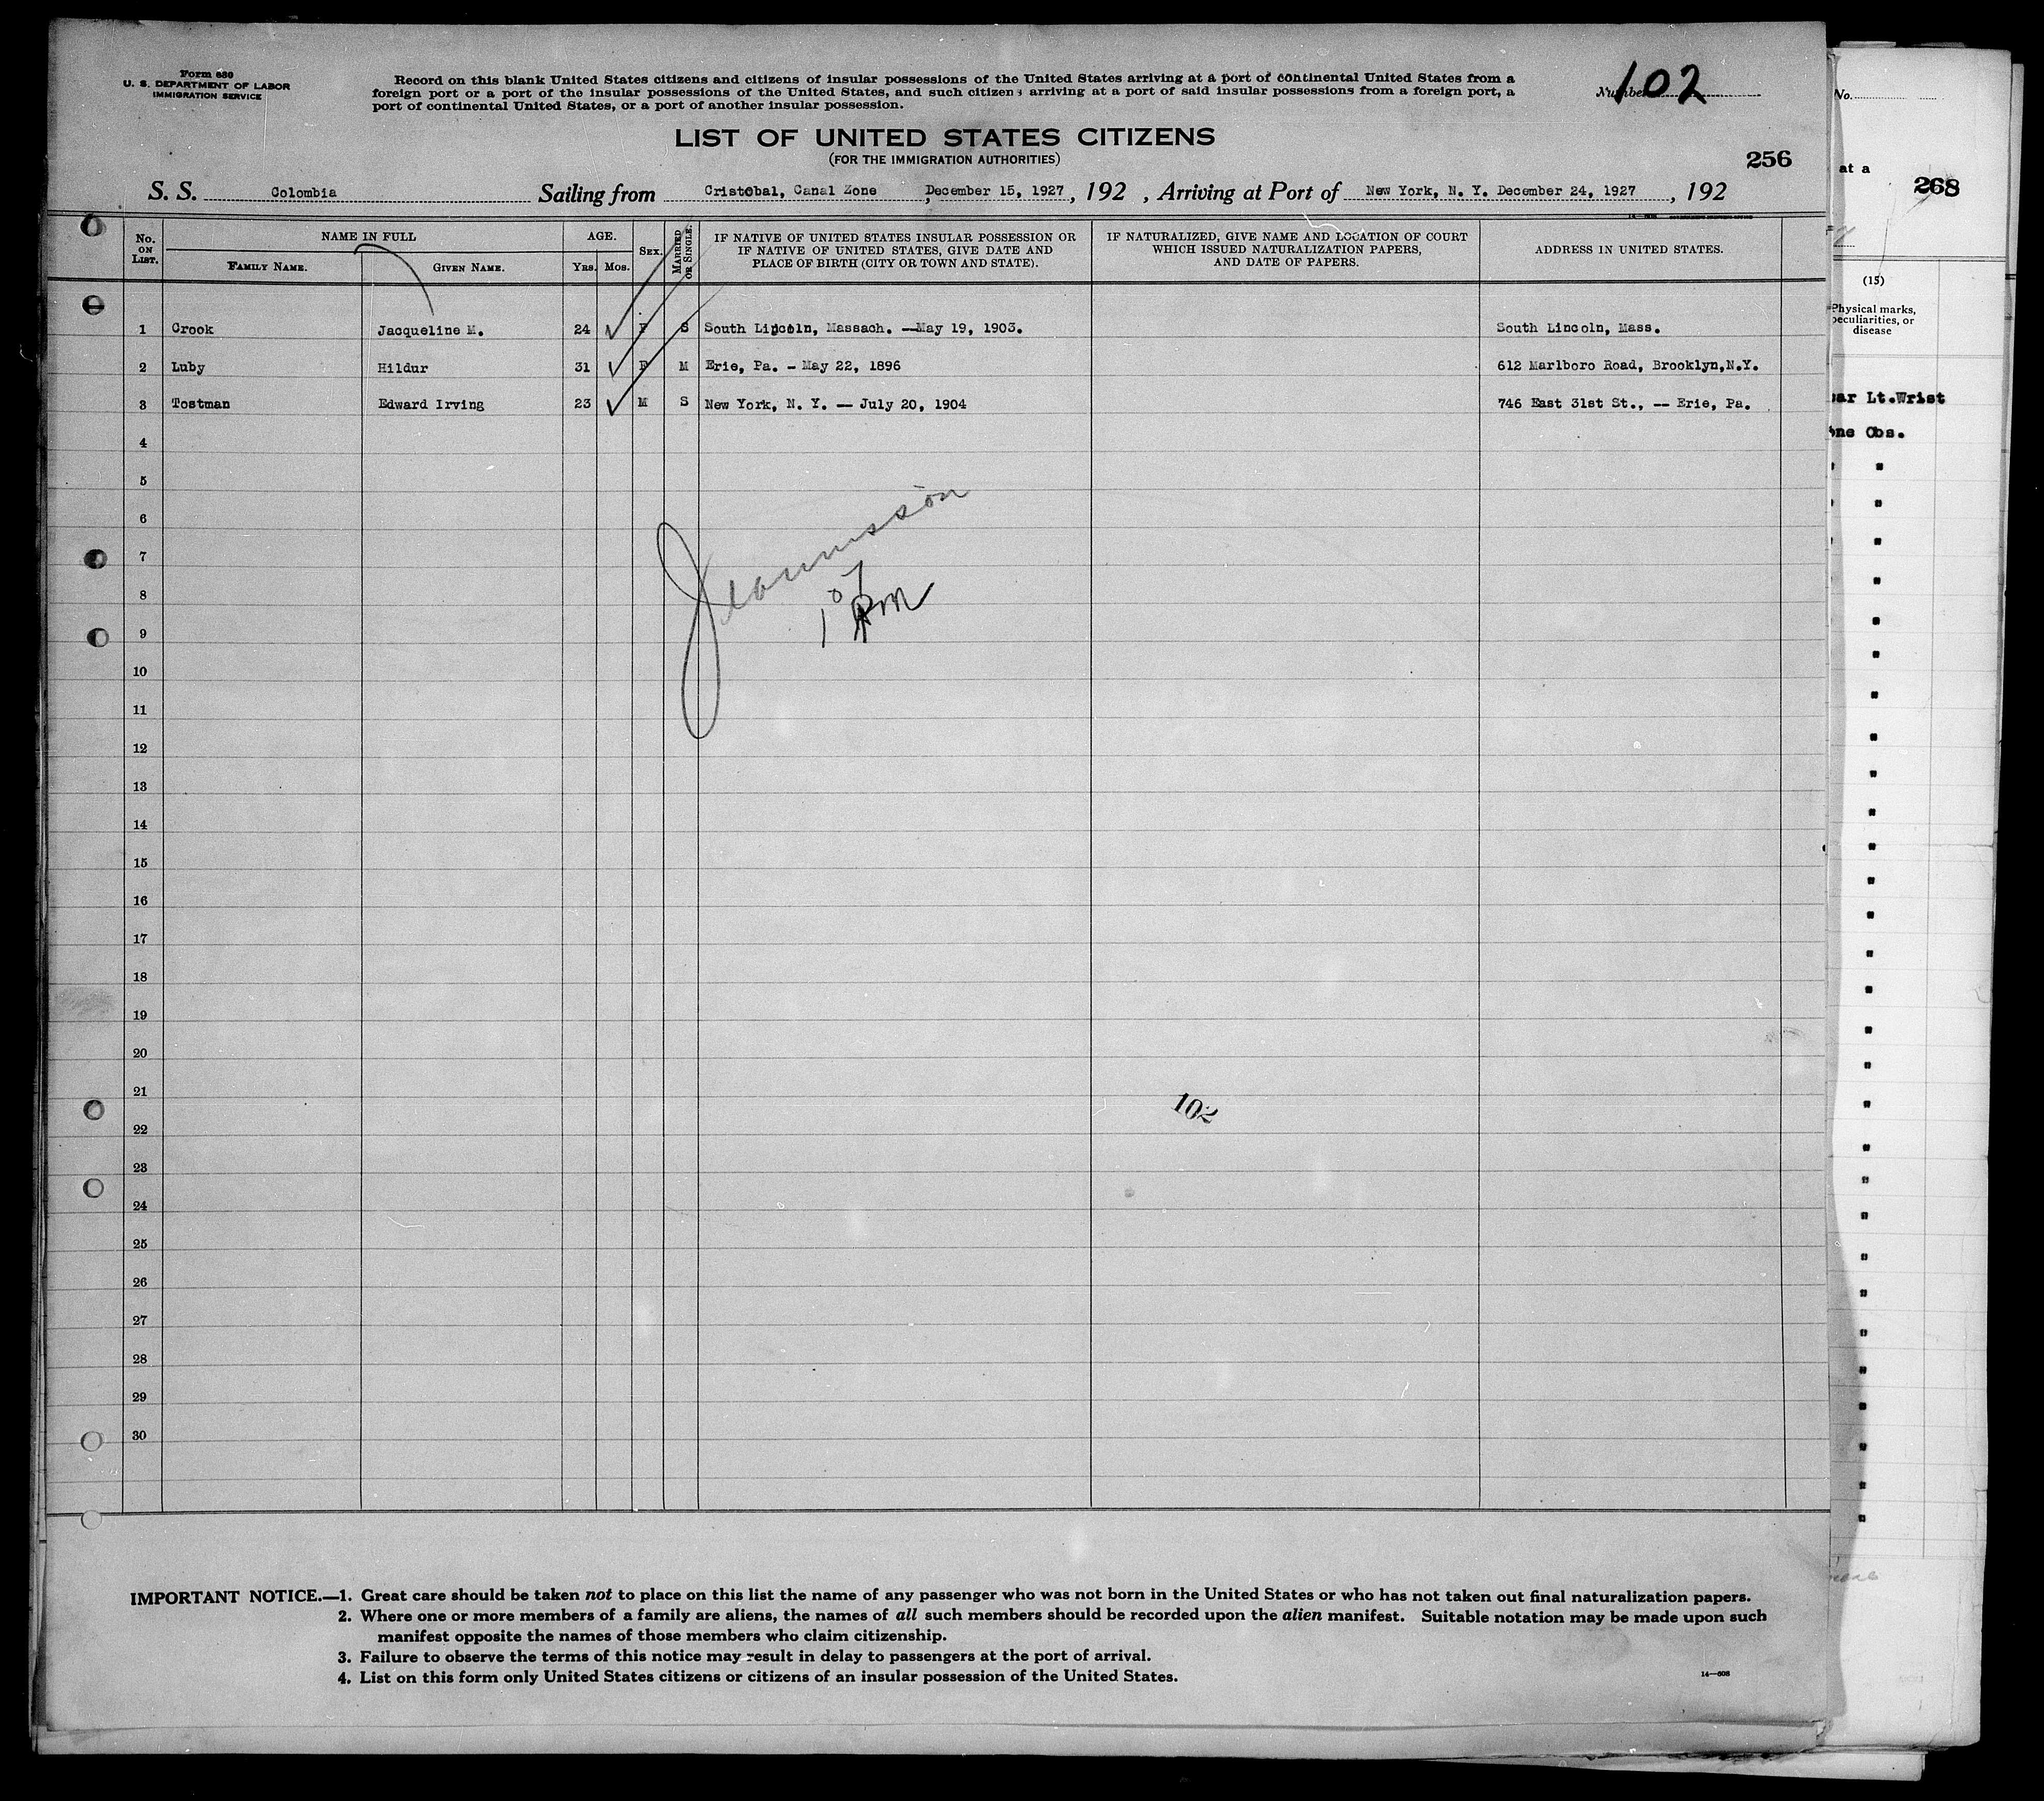 Form 630
U. S. DEPARTMENT OF LABOR
IMMIGRATION SERVICE
Record on this blank United States citizens and citizens of insular possessions of the United States arriving at a port of continental United States from a
foreign port or a port of the insular possessions of the United States, and such citizens arriving at a port of said insular possessions from a foreign port, a
port of continental United States, or a port of another insular possession.
Number 102
LIST OF UNITED STATES CITIZENS
(FOR THE IMMIGRATION AUTHORITIES)
256
S. S. Colombia Sailing from Cristobal, Canal Zone, December 15, 1927, 192 , Arriving at Port of New York, N. Y. December 24, 1927, 192
No. ON LIST.
NAME IN FULL
FAMILY NAME. GIVEN NAME.
AGE.
YRS. MOS.
SEX.
MARRIED OR SINGLE.
IF NATIVE OF UNITED STATES INSULAR POSSESSION OR
IF NATIVE OF UNITED STATES, GIVE DATE AND
PLACE OF BIRTH (CITY OR TOWN AND STATE).
IF NATURALIZED, GIVE NAME AND LOCATION OF COURT
WHICH ISSUED NATURALIZATION PAPERS,
AND DATE OF PAPERS.
ADDRESS IN UNITED STATES.
1 Crook Jacqueline M. 24 F S South Lincoln, Massach. —May 19, 1903. South Lincoln, Mass.
2 Luby Hildur 31 F M Erie, Pa. - May 22, 1896 612 Marlboro Road, Brooklyn,N.Y.
3 Tostman Edward Irving 23 M S New York, N. Y. — July 20, 1904 746 East 31st St., -- Erie, Pa.
4
5
6
7
8
9
10
11
12
13
14
15
16
17
18
19
20
21
22
23
24
25
26
27
28
29
30
102
IMPORTANT NOTICE.—1. Great care should be taken not to place on this list the name of any passenger who was not born in the United States or who has not taken out final naturalization papers.
2. Where one or more members of a family are aliens, the names of all such members should be recorded upon the alien manifest. Suitable notation may be made upon such
manifest opposite the names of those members who claim citizenship.
3. Failure to observe the terms of this notice may result in delay to passengers at the port of arrival.
4. List on this form only United States citizens or citizens of an insular possession of the United States.
14—608
No.
at a
268
(15)
Physical marks,
peculiarities, or
disease
Lt.Wrist
Obs.